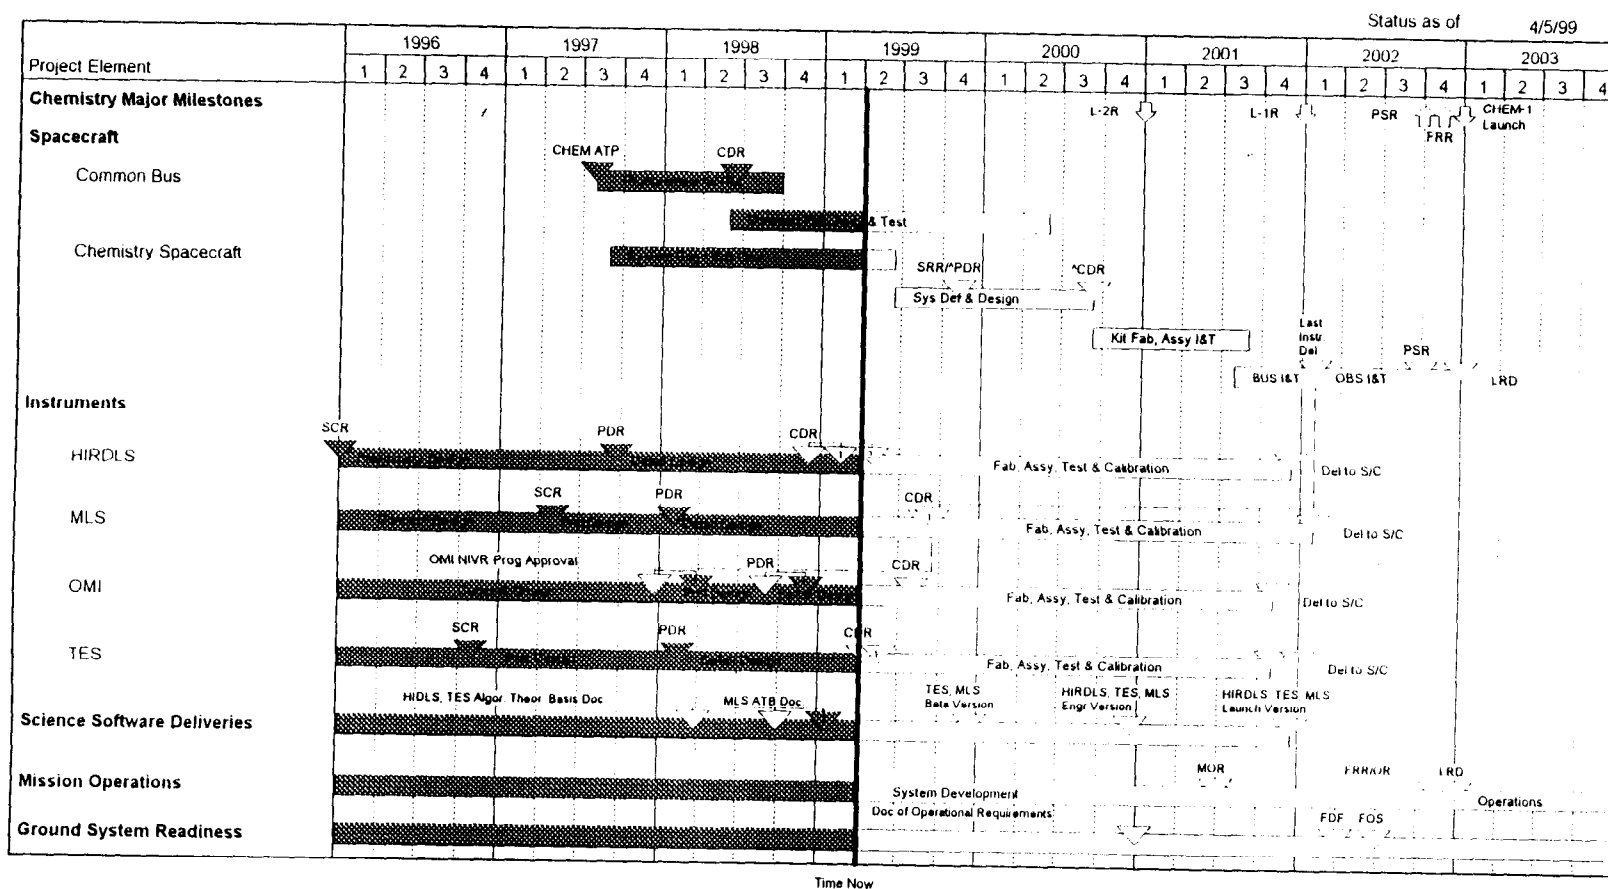 Status as of 4/5/99
1996 1997 1998 1999 2000 2001 2002 2003
Project Element 1 2 3 4 1 2 3 4 1 2 3 4 1 2 3 4 1 2 3 4 1 2 3 4 1 2 3 4 1 2 3 4
Chemistry Major Milestones
L-2R L-1R PSR FRR CHEM-1
Launch
Spacecraft
CHEM ATP CDR
Common Bus
& Test
Chemistry Spacecraft
SRR/^PDR ^CDR
Sys Def & Design
Kit Fab, Assy I&T
Last
Instr.
Del
PSR
BUS I&T OBS I&T LRD
Instruments
SCR PDR CDR
HIRDLS Fab, Assy, Test & Calibration Del to S/C
SCR PDR CDR
MLS Fab, Assy, Test & Calibration Del to S/C
OMI NIVR Prog Approval PDR CDR
OMI Fab, Assy, Test & Calibration Del to S/C
SCR PDR CDR
TES Fab, Assy, Test & Calibration Del to S/C
HIDLS, TES Algor. Theor. Basis Doc MLS ATB Doc
TES, MLS
Beta Version
HIRDLS, TES, MLS
Engr Version
HIRDLS, TES, MLS
Launch Version
Science Software Deliveries
MOR FRR/OR LRD
Mission Operations
System Development Operations
Doc of Operational Requirements FDF FOS
Ground System Readiness
Time Now